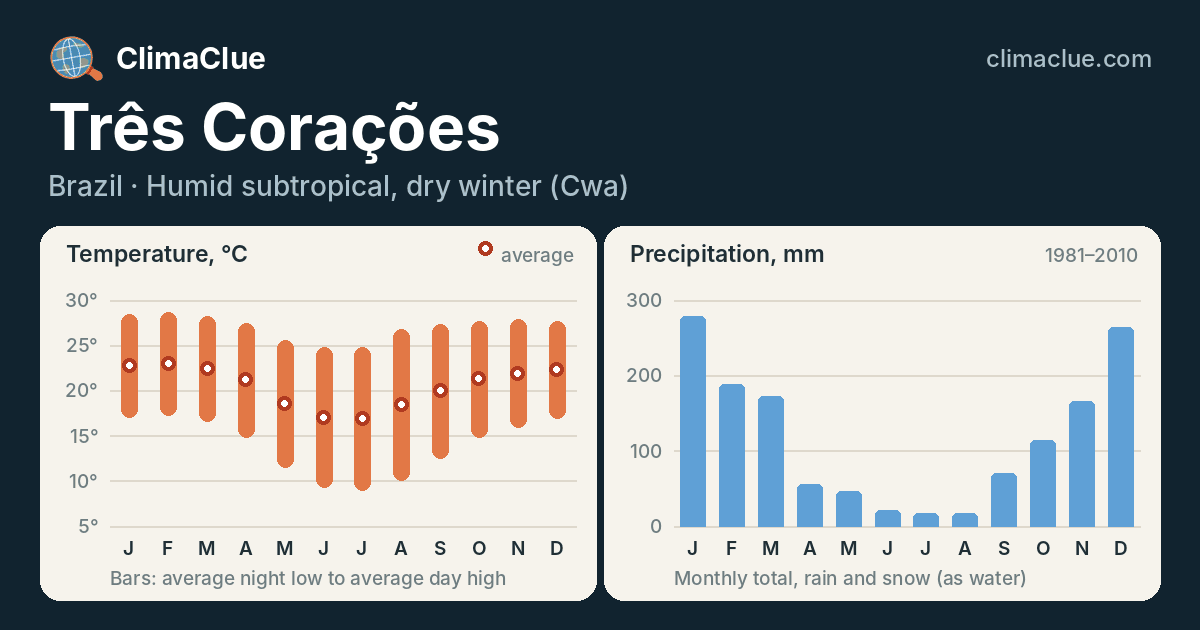 ClimaClue
climaclue.com
Três Corações
Brazil · Humid subtropical, dry winter (Cwa)
Temperature, °C
average
30°
25°
20°
15°
10°
5°
J F M A M J J A S O N D
Bars: average night low to average day high
Precipitation, mm
1981–2010
300
200
100
0
J F M A M J J A S O N D
Monthly total, rain and snow (as water)